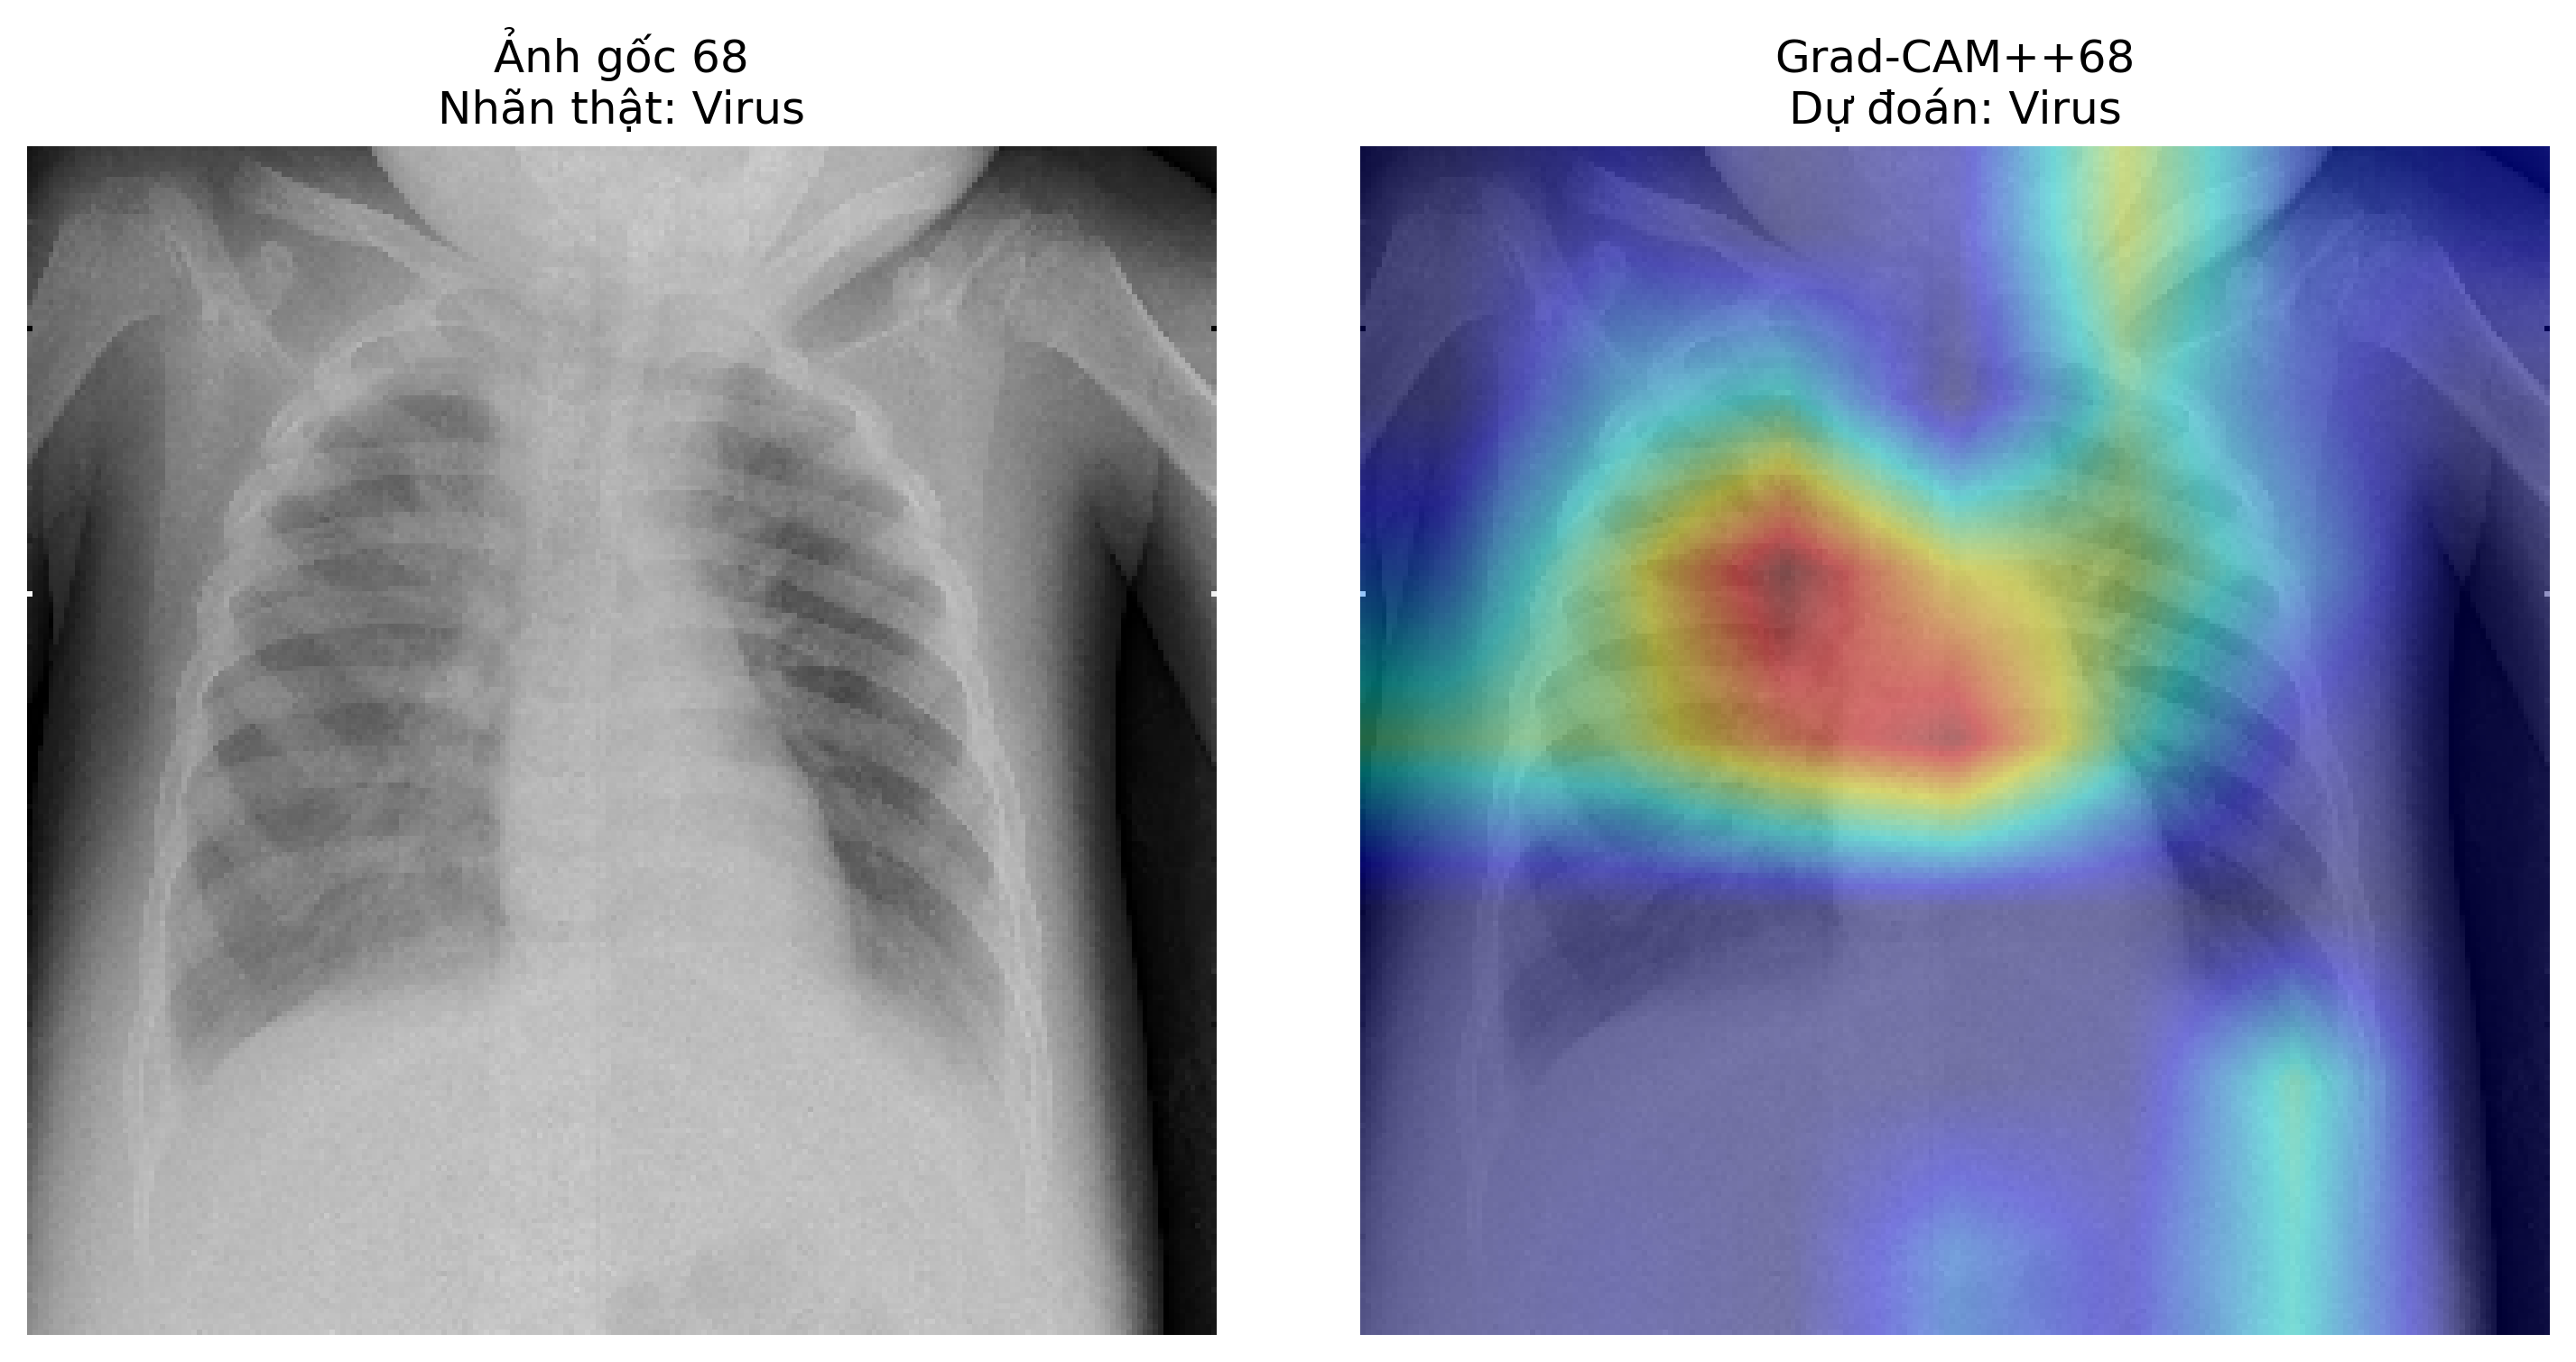 Ảnh gốc 68
Nhãn thật: Virus
Grad-CAM++68
Dự đoán: Virus